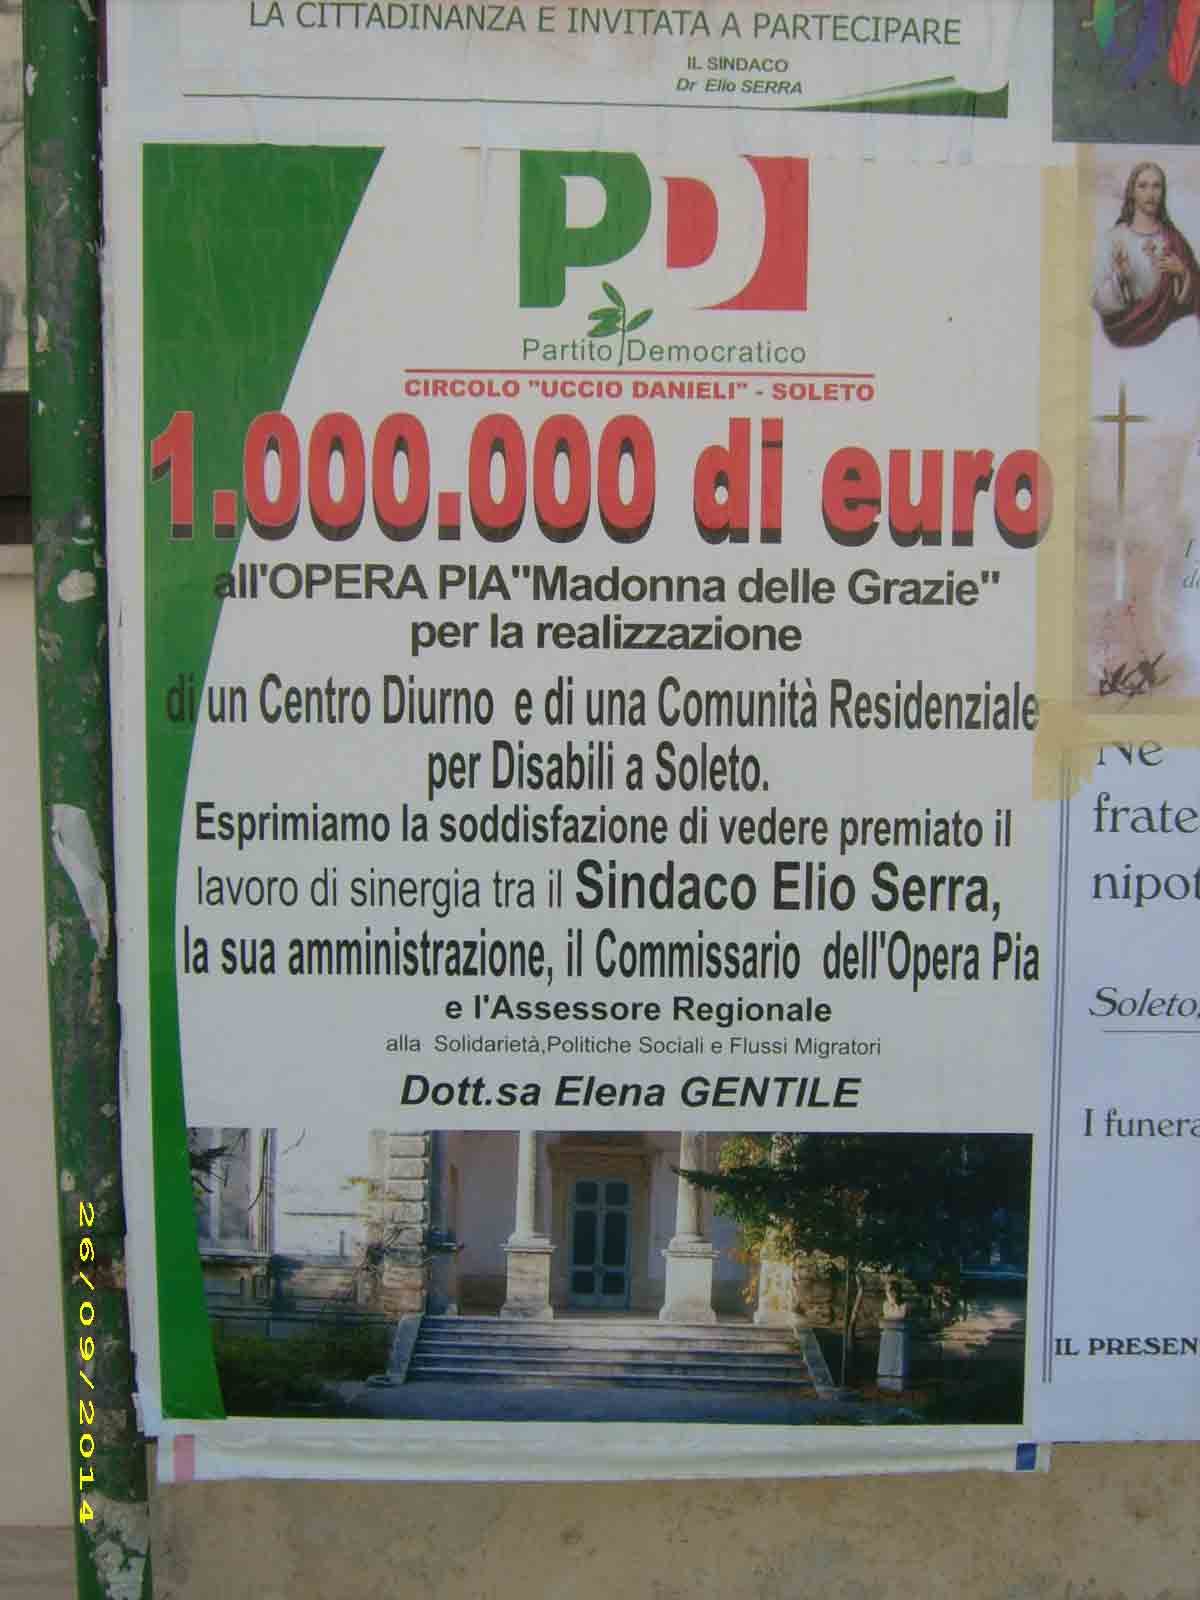 LA CITTADINANZA E INVITATA A PARTECIPARE
IL SINDACO
Dr Elio SERRA
PD
Partito Democratico
CIRCOLO "UCCIO DANIELI" - SOLETO
1.000.000 di euro
all'OPERA PIA"Madonna delle Grazie"
per la realizzazione
di un Centro Diurno e di una Comunità Residenziale
per Disabili a Soleto.
Esprimiamo la soddisfazione di vedere premiato il
lavoro di sinergia tra il Sindaco Elio Serra,
la sua amministrazione, il Commissario dell'Opera Pia
e l'Assessore Regionale
alla Solidarietà,Politiche Sociali e Flussi Migratori
Dott.sa Elena GENTILE
Ne
frate
nipot
Soleto,
I funera
IL PRESEN
26/09/2014